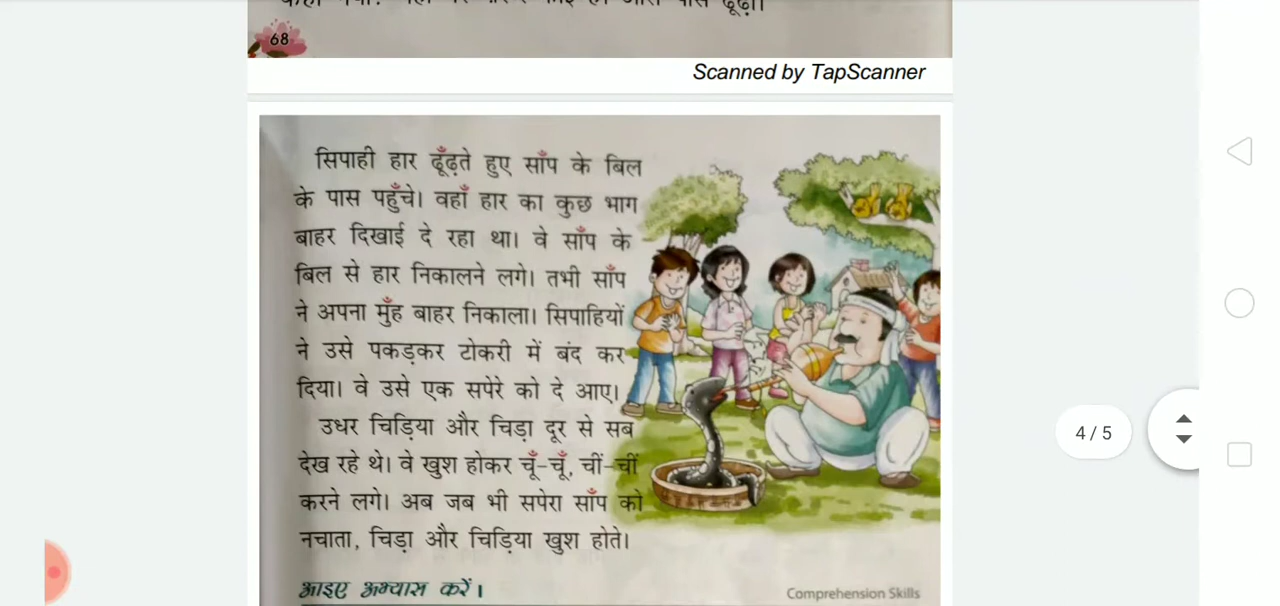 68
Scanned by TapScanner
सिपाही हार ढूँढ़ते हुए साँप के बिल
के पास पहुँचे। वहाँ हार का कुछ भाग
बाहर दिखाई दे रहा था। वे साँप के
बिल से हार निकालने लगे। तभी साँप
ने अपना मुँह बाहर निकाला। सिपाहियों
ने उसे पकड़कर टोकरी में बंद कर
दिया। वे उसे एक सपेरे को दे आए।
उधर चिड़िया और चिड़ा दूर से सब
देख रहे थे। वे खुश होकर चूँ-चूँ, चीं-चीं
करने लगे। अब जब भी सपेरा साँप को
नचाता, चिड़ा और चिड़िया खुश होते।
आइए अभ्यास करें।
Comprehension Skills
4 / 5